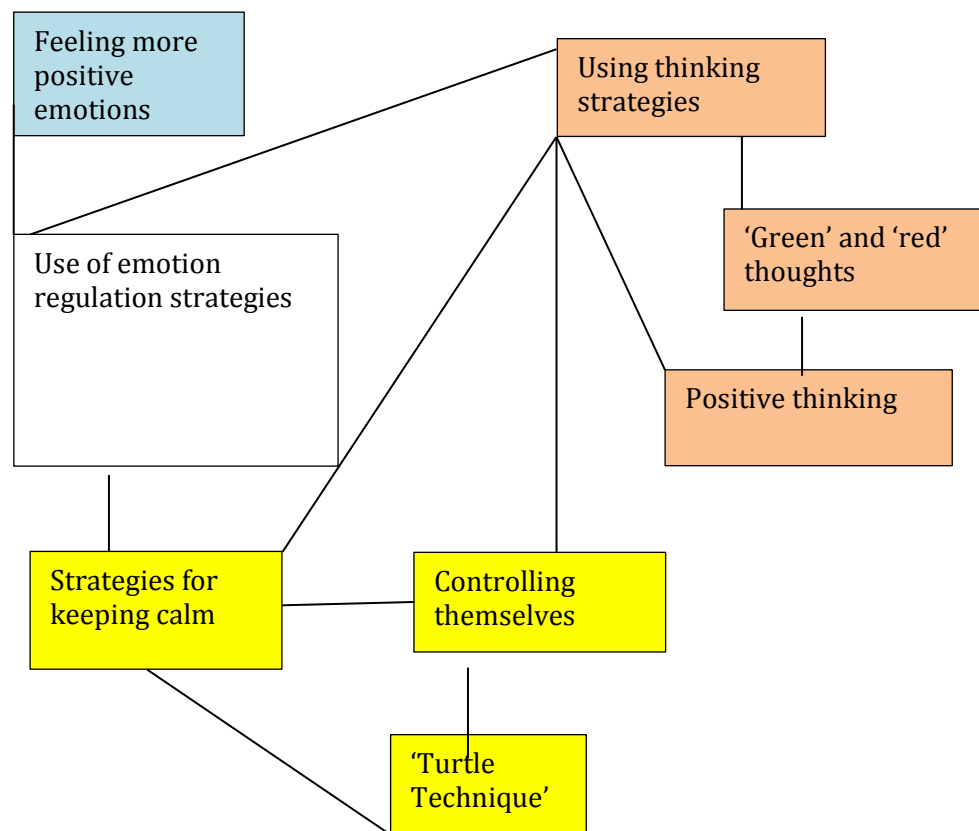 Feeling more
positive
emotions
Using thinking
strategies
‘Green’ and ‘red’
thoughts
Use of emotion
regulation strategies
Positive thinking
Strategies for
keeping calm
Controlling
themselves
‘Turtle
Technique’